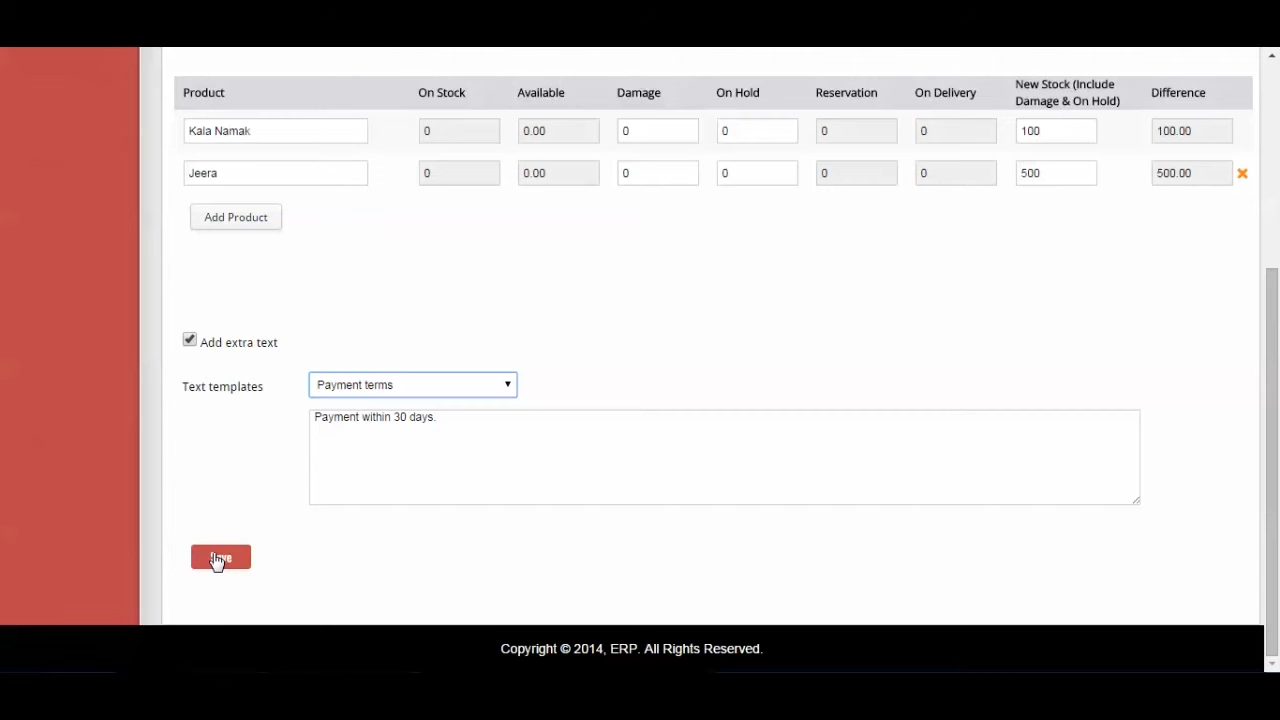 Product On Stock Available Damage On Hold Reservation On Delivery New Stock (Include Damage & On Hold) Difference
Kala Namak 0 0.00 0 0 0 0 100 100.00
Jeera 0 0.00 0 0 0 0 500 500.00
Add Product
Add extra text
Text templates Payment terms
Payment within 30 days.
Copyright © 2014, ERP. All Rights Reserved.